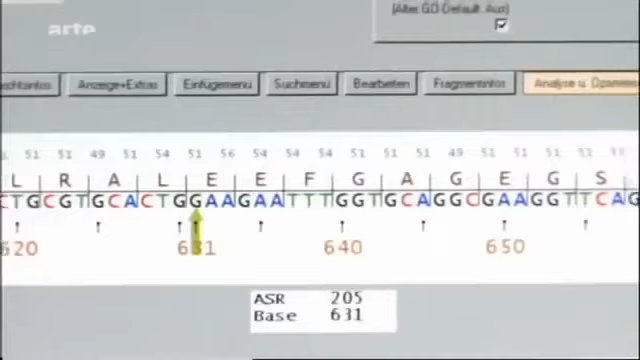 arte
(Alter GO Default Aus)
Anzeige+Extras Einfügemenü Suchmenü Bearbeiten Fragmentinfos Analyse u.
51 51 49 51 54 51 56 54 54 54 51 51 51 49 51 51 51
L R A L E E F G A G E G S
CTGCGTGCACTGGAAGAATTTGGTGCAGGCGAAGGTTCAG
620 631 640 650
ASR 205
Base 631